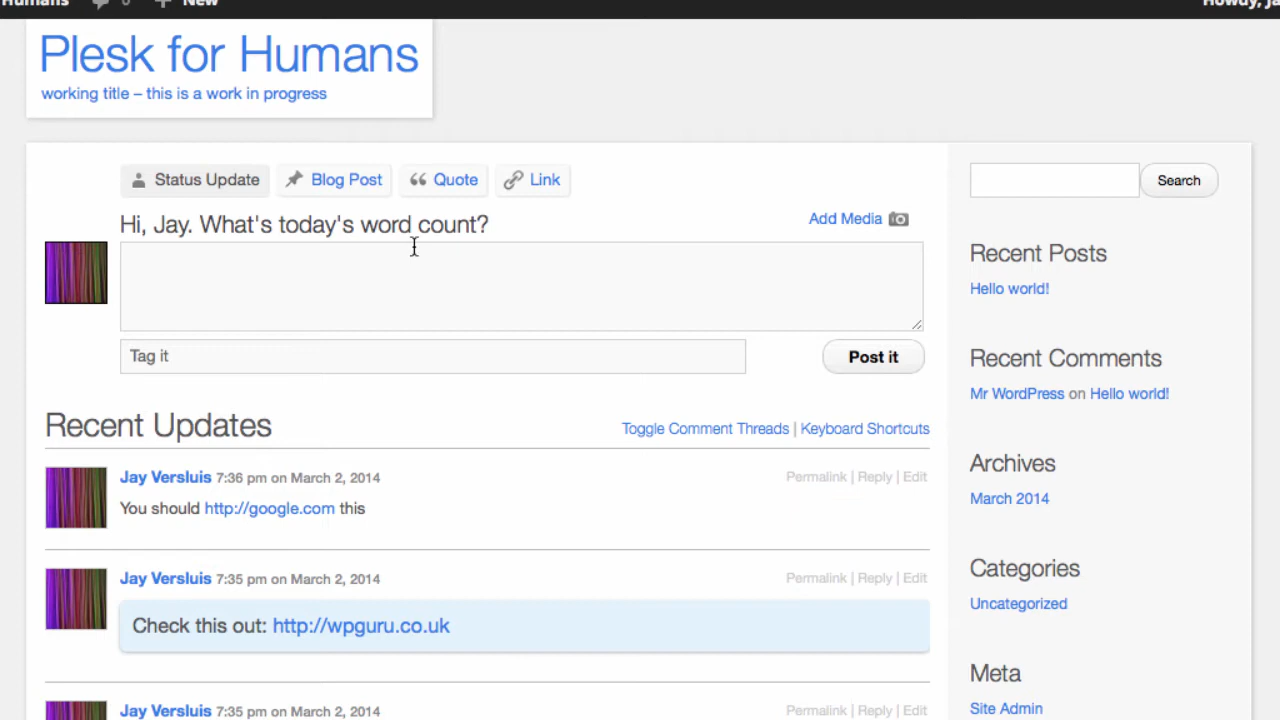 Humans 0 New Howdy, Ja
Plesk for Humans
working title – this is a work in progress
Status Update Blog Post Quote Link
Hi, Jay. What's today's word count?
Add Media
Tag it
Post it
Recent Updates
Toggle Comment Threads | Keyboard Shortcuts
Jay Versluis 7:36 pm on March 2, 2014
Permalink | Reply | Edit
You should http://google.com this
Jay Versluis 7:35 pm on March 2, 2014
Permalink | Reply | Edit
Check this out: http://wpguru.co.uk
Jay Versluis 7:35 pm on March 2, 2014
Permalink | Reply | Edit
Search
Recent Posts
Hello world!
Recent Comments
Mr WordPress on Hello world!
Archives
March 2014
Categories
Uncategorized
Meta
Site Admin